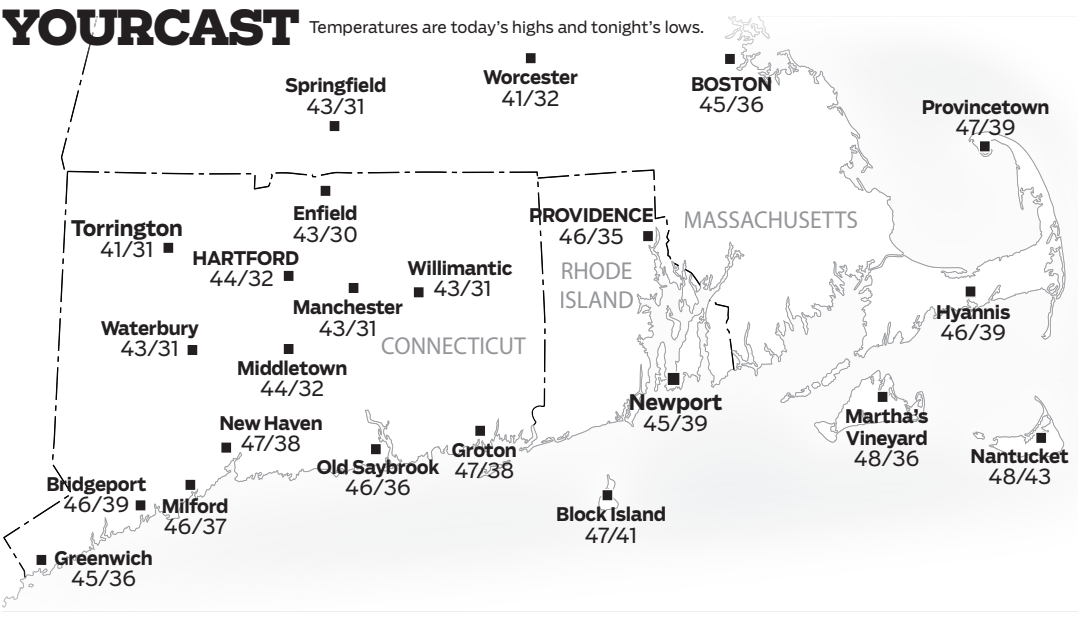 YOURCAST
Temperatures are today's highs and tonight's lows.
Springfield
43/31
Worcester
41/32
BOSTON
45/36
Provincetown
47/39
Enfield
43/30
Torrington
41/31
HARTFORD
44/32
Willimantic
43/31
Manchester
43/31
PROVIDENCE
46/35
MASSACHUSETTS
RHODE
ISLAND
Hyannis
46/39
Waterbury
43/31
CONNECTICUT
Middletown
44/32
Newport
45/39
Martha's
Vineyard
48/36
New Haven
47/38
Old Saybrook
46/36
Groton
47/38
Nantucket
48/43
Bridgeport
46/39
Milford
46/37
Block Island
47/41
Greenwich
45/36